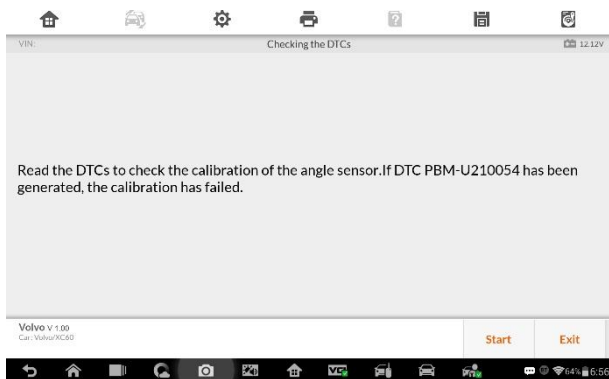 VIN: Checking the DTCs 12.12V
Read the DTCs to check the calibration of the angle sensor.If DTC PBM-U210054 has been
generated, the calibration has failed.
Volvo V 1.00
Car: Volvo/XC60
Start Exit
64% 6:56